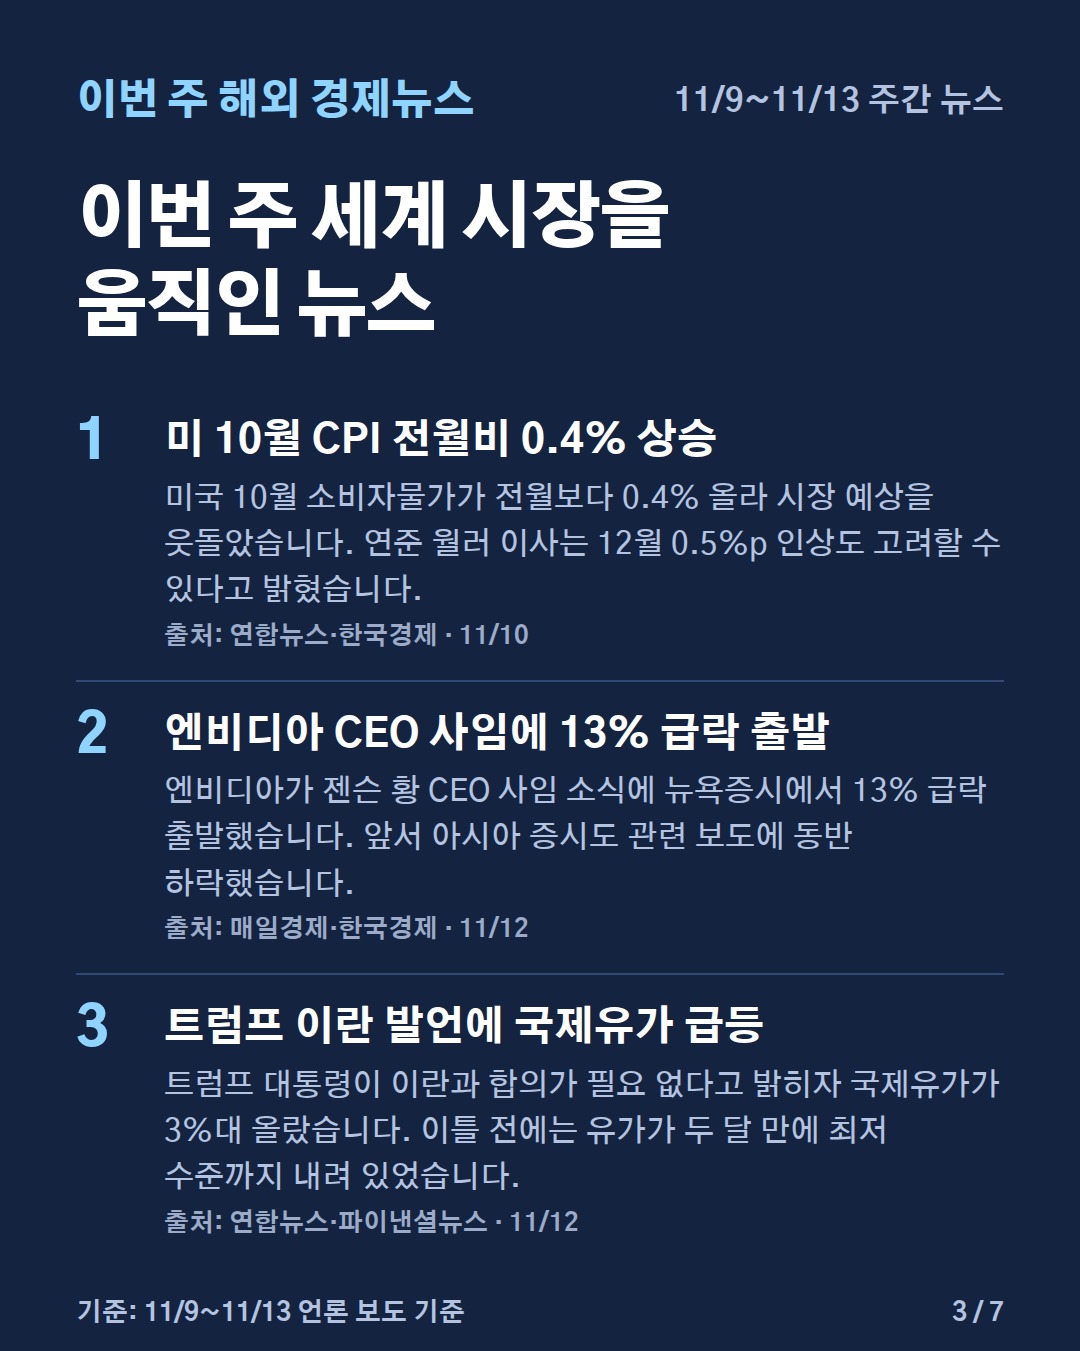 이번 주 해외 경제뉴스
11/9~11/13 주간 뉴스
이번 주 세계 시장을
움직인 뉴스
1
미 10월 CPI 전월비 0.4% 상승
미국 10월 소비자물가가 전월보다 0.4% 올라 시장 예상을
웃돌았습니다. 연준 월러 이사는 12월 0.5%p 인상도 고려할 수
있다고 밝혔습니다.
출처: 연합뉴스·한국경제 · 11/10
2
엔비디아 CEO 사임에 13% 급락 출발
엔비디아가 젠슨 황 CEO 사임 소식에 뉴욕증시에서 13% 급락
출발했습니다. 앞서 아시아 증시도 관련 보도에 동반
하락했습니다.
출처: 매일경제·한국경제 · 11/12
3
트럼프 이란 발언에 국제유가 급등
트럼프 대통령이 이란과 합의가 필요 없다고 밝히자 국제유가가
3%대 올랐습니다. 이틀 전에는 유가가 두 달 만에 최저
수준까지 내려 있었습니다.
출처: 연합뉴스·파이낸셜뉴스 · 11/12
기준: 11/9~11/13 언론 보도 기준
3 / 7